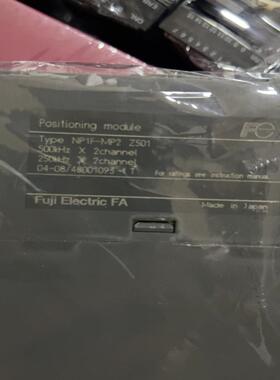 Positioning module
Type NP1F-MP2 ZS01
500kHz X 2channel
250kHz X 2channel
For ratings see instruction manual.
Fuji Electric FA
Made in Japan